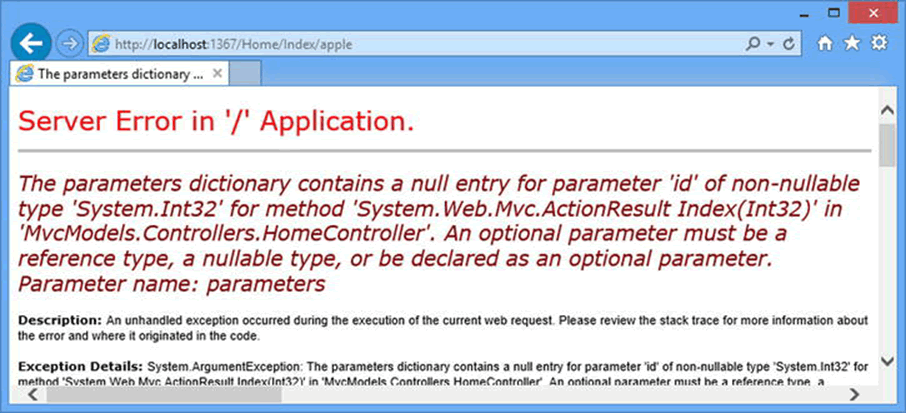 http://localhost:1367/Home/Index/apple
The parameters dictionary ...
Server Error in '/' Application.
The parameters dictionary contains a null entry for parameter 'id' of non-nullable
type 'System.Int32' for method 'System.Web.Mvc.ActionResult Index(Int32)' in
'MvcModels.Controllers.HomeController'. An optional parameter must be a
reference type, a nullable type, or be declared as an optional parameter.
Parameter name: parameters
Description: An unhandled exception occurred during the execution of the current web request. Please review the stack trace for more information about
the error and where it originated in the code.
Exception Details: System.ArgumentException: The parameters dictionary contains a null entry for parameter 'id' of non-nullable type 'System.Int32' for
method 'System.Web.Mvc.ActionResult Index(Int32)' in 'MvcModels.Controllers.HomeController'. An optional parameter must be a reference type, a